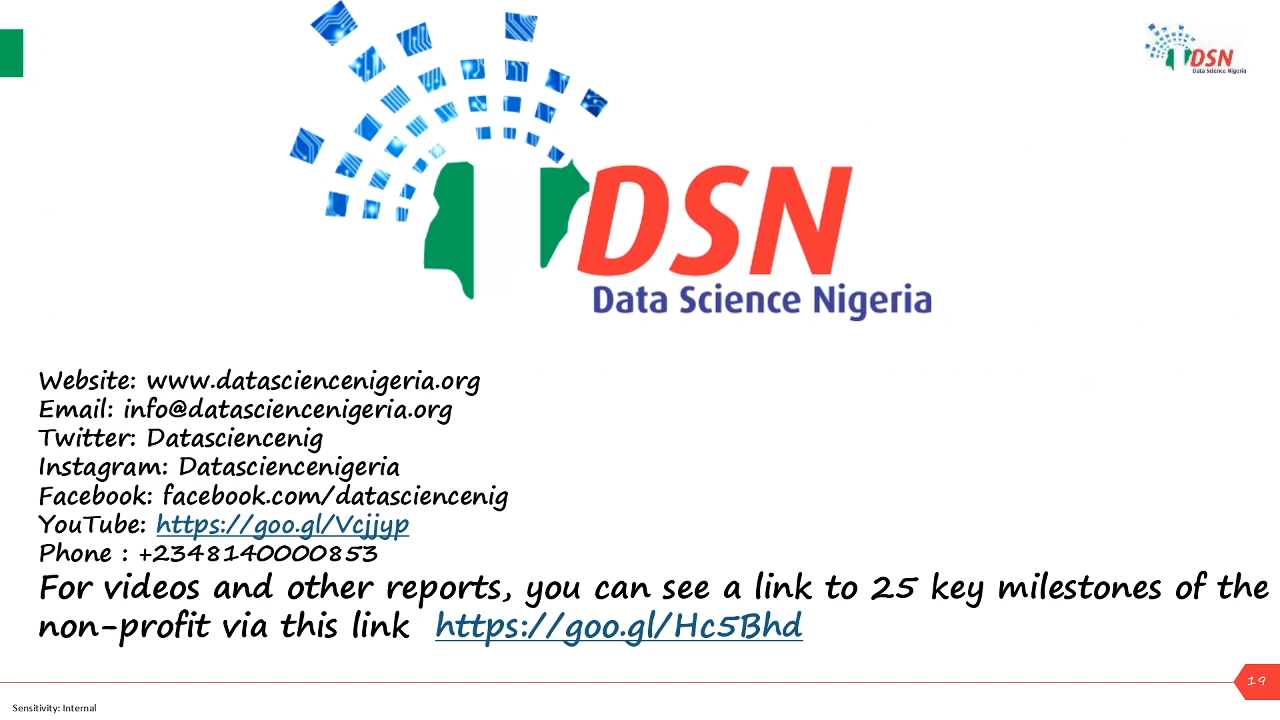 DSN
Data Science Nigeria
DSN
Data Science Nigeria
Website: www.datasciencenigeria.org
Email: info@datasciencenigeria.org
Twitter: Datasciencenig
Instagram: Datasciencenigeria
Facebook: facebook.com/datasciencenig
YouTube: https://goo.gl/Vcjjyp
Phone : +2348140000853
For videos and other reports, you can see a link to 25 key milestones of the
non-profit via this link https://goo.gl/Hc5Bhd
19
Sensitivity: Internal